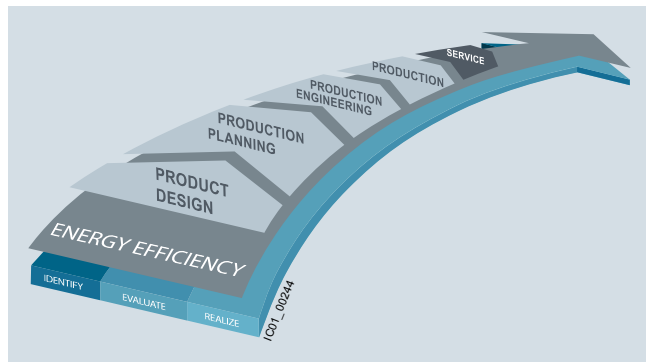 SERVICE
PRODUCTION
PRODUCTION
ENGINEERING
PRODUCTION
PLANNING
PRODUCT
DESIGN
ENERGY EFFICIENCY
IDENTIFY
EVALUATE
REALIZE
IC01_00244